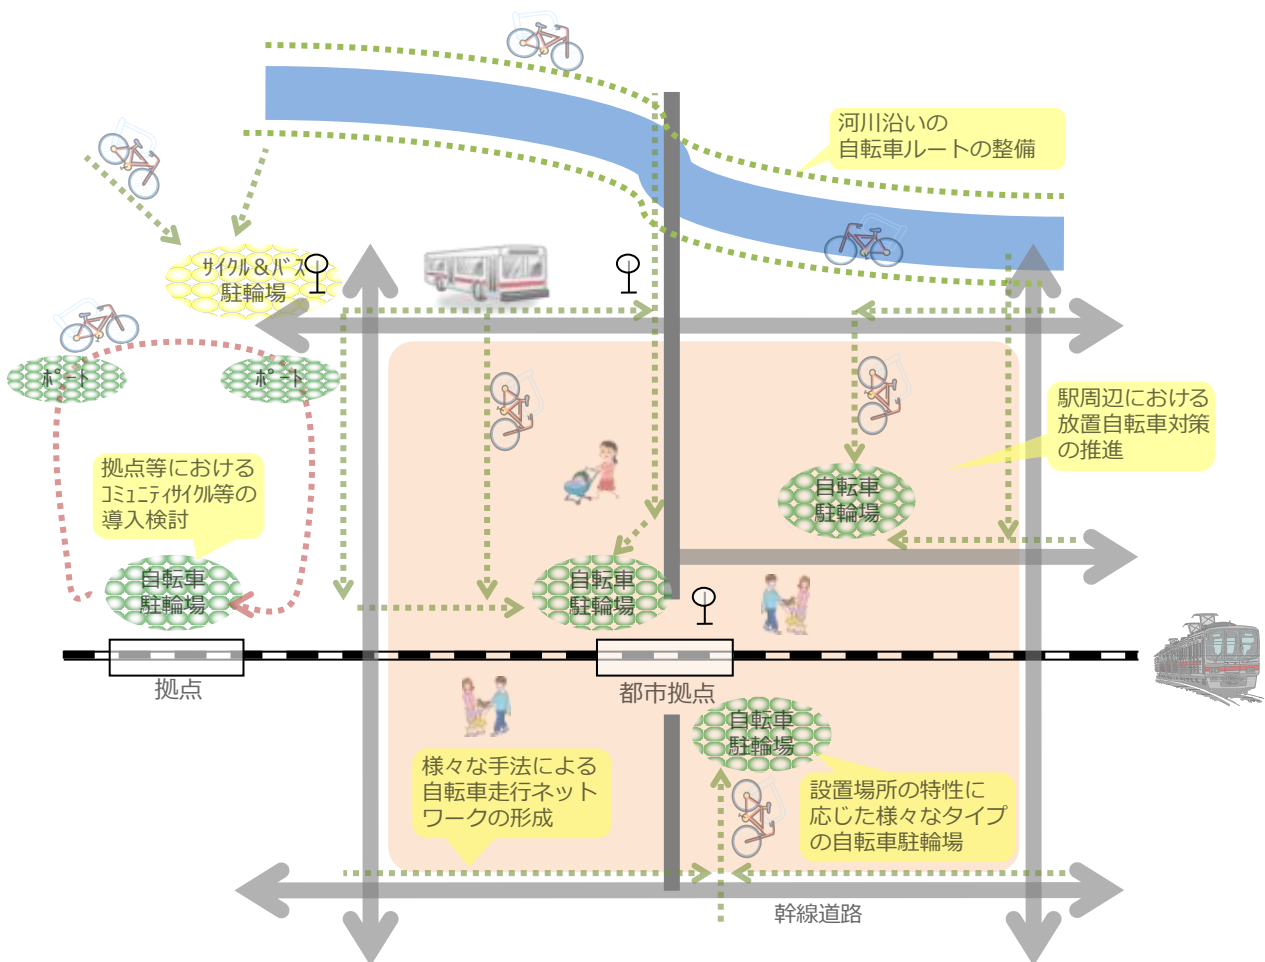 河川沿いの
自転車ルートの整備
ｻｲｸﾙ＆ﾊﾞｽ
駐輪場
ﾎﾟｰﾄ
ﾎﾟｰﾄ
駅周辺における
放置自転車対策
の推進
拠点等における
ｺﾐｭﾆﾃｨｻｲｸﾙ等の
導入検討
自転車
駐輪場
自転車
駐輪場
自転車
駐輪場
拠点
都市拠点
自転車
駐輪場
様々な手法による
自転車走行ネット
ワークの形成
設置場所の特性に
応じた様々なタイプ
の自転車駐輪場
幹線道路